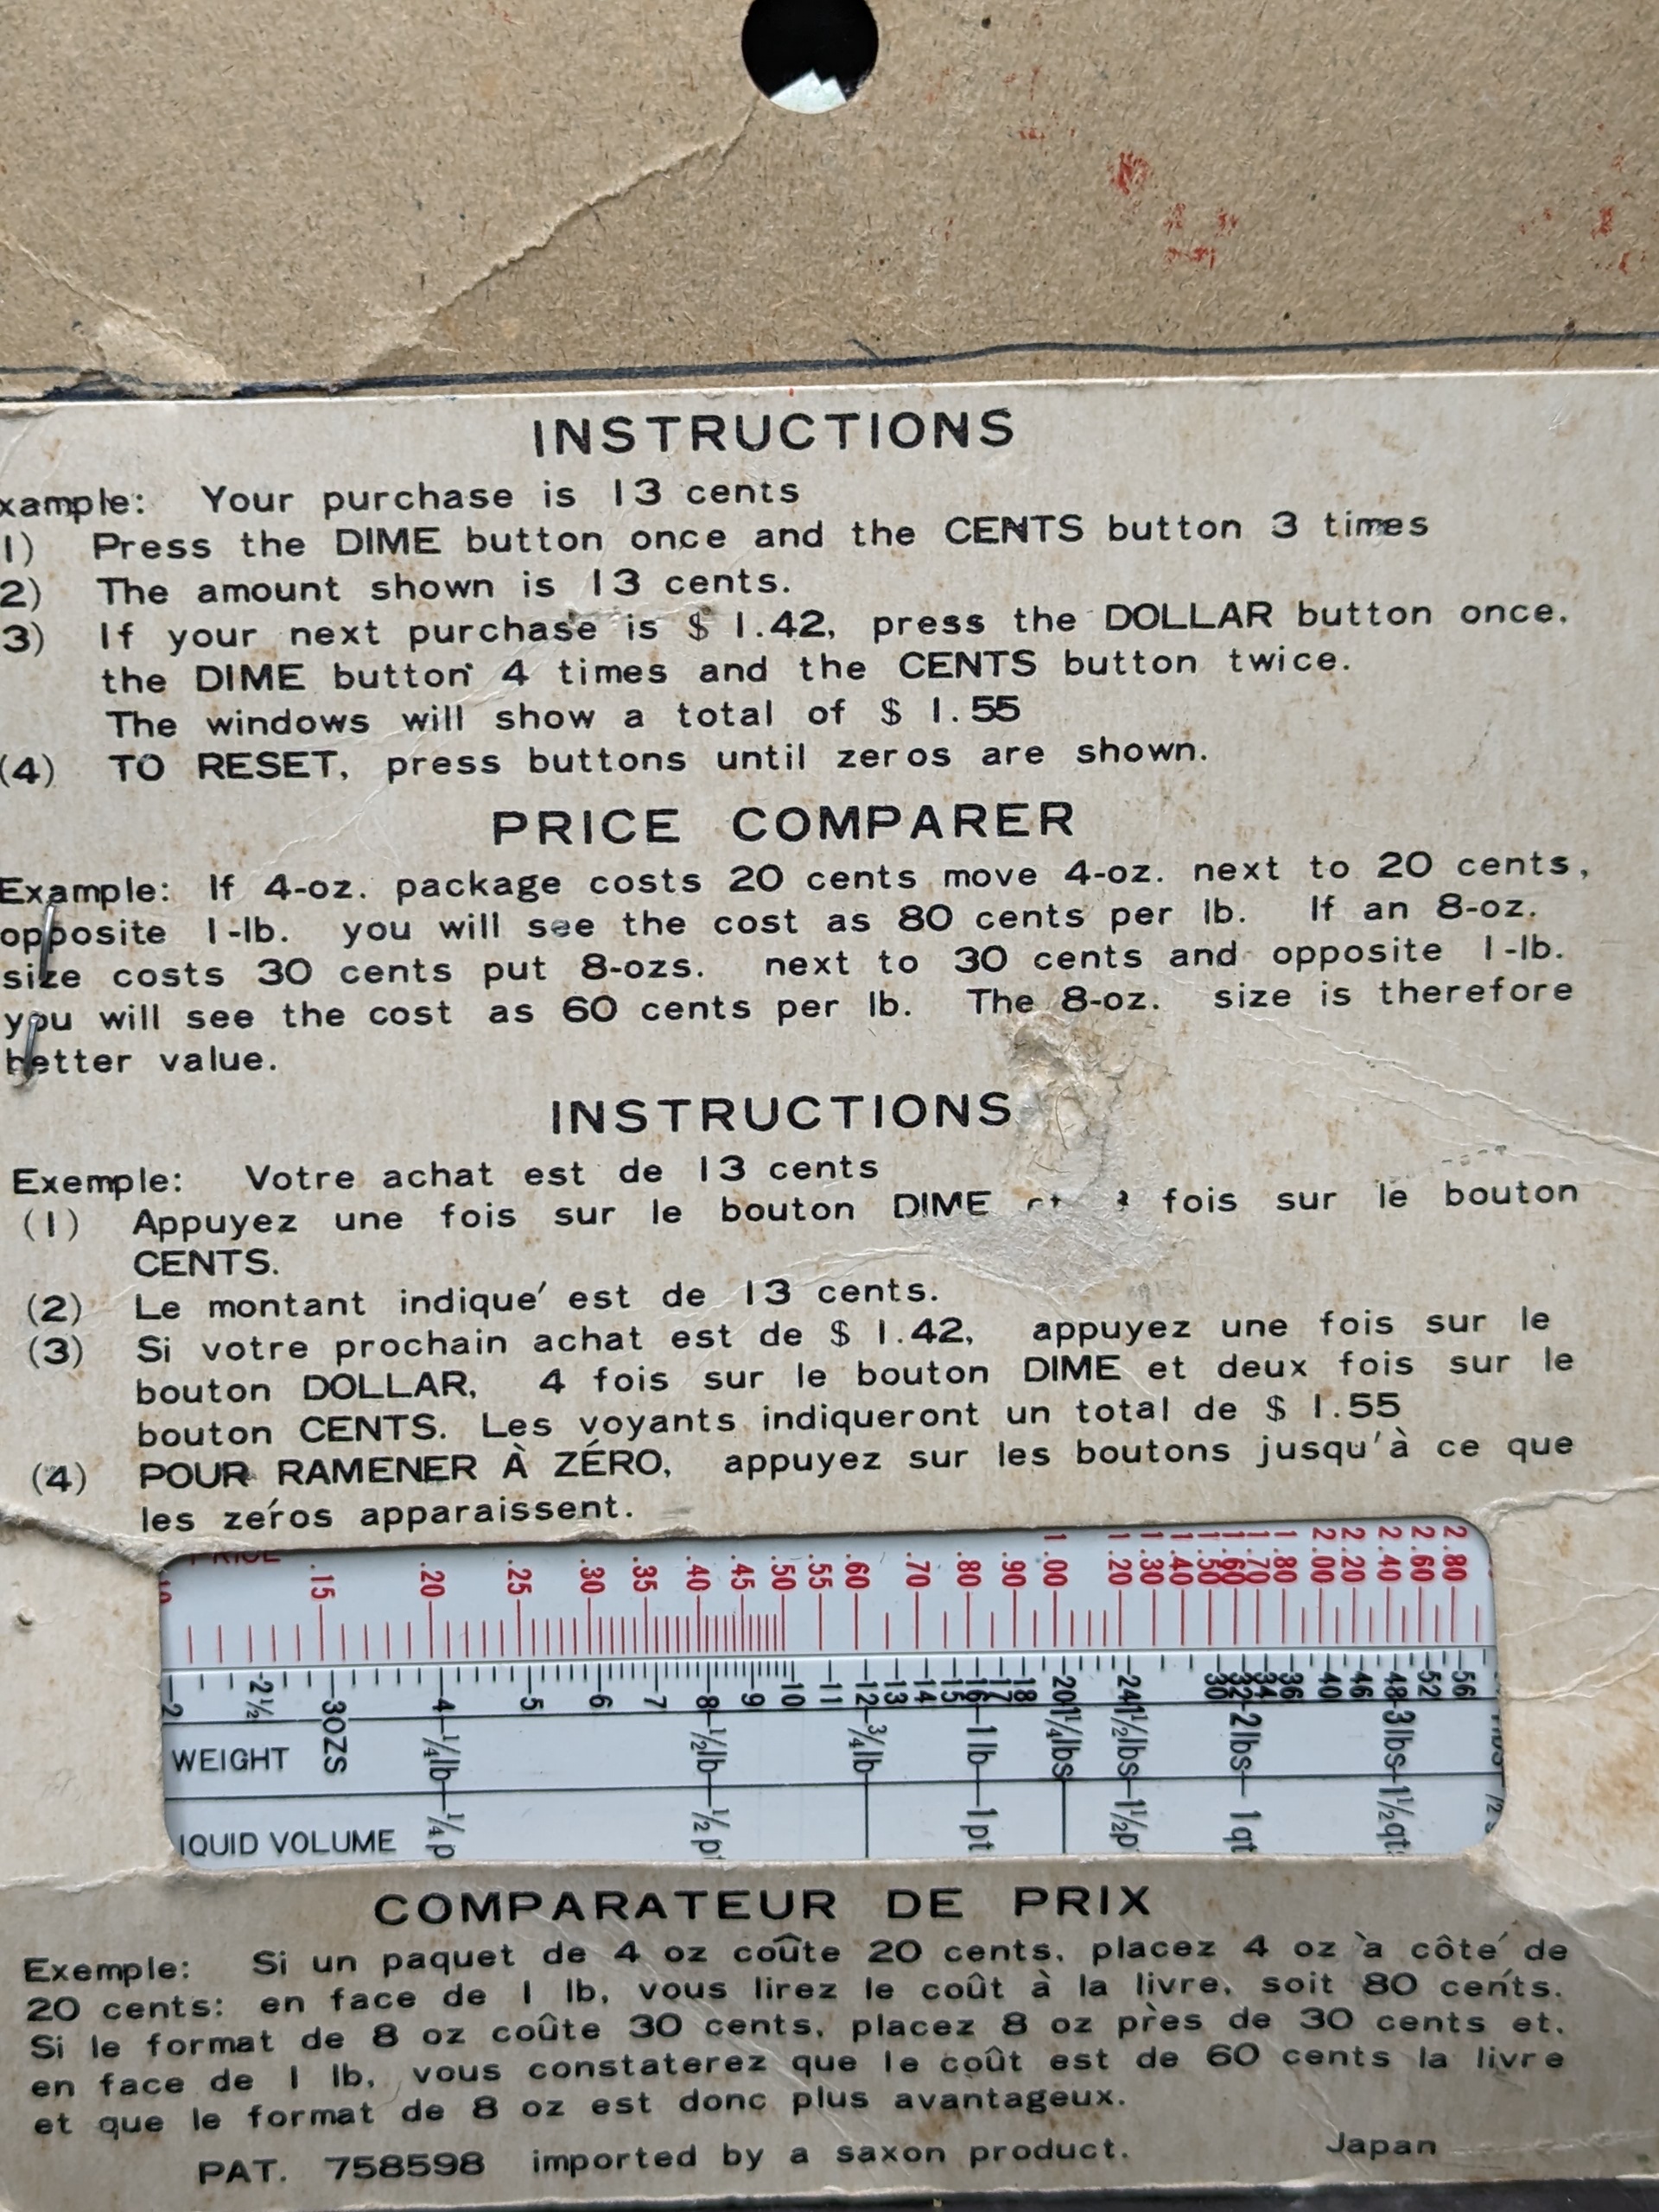 INSTRUCTIONS
xample: Your purchase is 13 cents
1) Press the DIME button once and the CENTS button 3 times
2) The amount shown is 13 cents.
3) If your next purchase is $ 1.42, press the DOLLAR button once.
the DIME button 4 times and the CENTS button twice.
The windows will show a total of $ 1.55
(4) TO RESET, press buttons until zeros are shown.
PRICE COMPARER
Example: If 4-oz. package costs 20 cents move 4-oz. next to 20 cents,
opposite 1-lb. you will see the cost as 80 cents per lb. If an 8-oz.
size costs 30 cents put 8-ozs. next to 30 cents and opposite 1-lb.
you will see the cost as 60 cents per lb. The 8-oz. size is therefore
better value.
INSTRUCTIONS
Exemple: Votre achat est de 13 cents
(1) Appuyez une fois sur le bouton DIME fois sur le bouton
CENTS.
(2) Le montant indique' est de 13 cents.
(3) Si votre prochain achat est de $ 1.42, appuyez une fois sur le
bouton DOLLAR, 4 fois sur le bouton DIME et deux fois sur le
bouton CENTS. Les voyants indiqueront un total de $ 1.55
(4) POUR RAMENER À ZÉRO, appuyez sur les boutons jusqu'à ce que
les zéros apparaissent.
.15 .20 .25 .30 .35 .40 .45 .50 .55 .60 .70 .80 .90 1.00 1.20 1.30 1.40 1.50 1.60 1.70 1.80 2.00 2.20 2.40 2.60 2.80
2 2½ 3OZS 4 5 6 7 8 9 10 11 12 13 14 15 16 17 18 20 24 30 32 34 36 40 46 48 52 56
WEIGHT ¼lb ½lb ¾lb 1lb 1¼lbs 1½lbs 2lbs 3lbs
IQUID VOLUME ¼p ½p 1pt 1½p 1qt 1½qts
COMPARATEUR DE PRIX
Exemple: Si un paquet de 4 oz coûte 20 cents, placez 4 oz à côté de
20 cents: en face de 1 lb, vous lirez le coût à la livre, soit 80 cents.
Si le format de 8 oz coûte 30 cents, placez 8 oz près de 30 cents et,
en face de 1 lb, vous constaterez que le coût est de 60 cents la livre
et que le format de 8 oz est donc plus avantageux.
PAT. 758598 imported by a saxon product. Japan